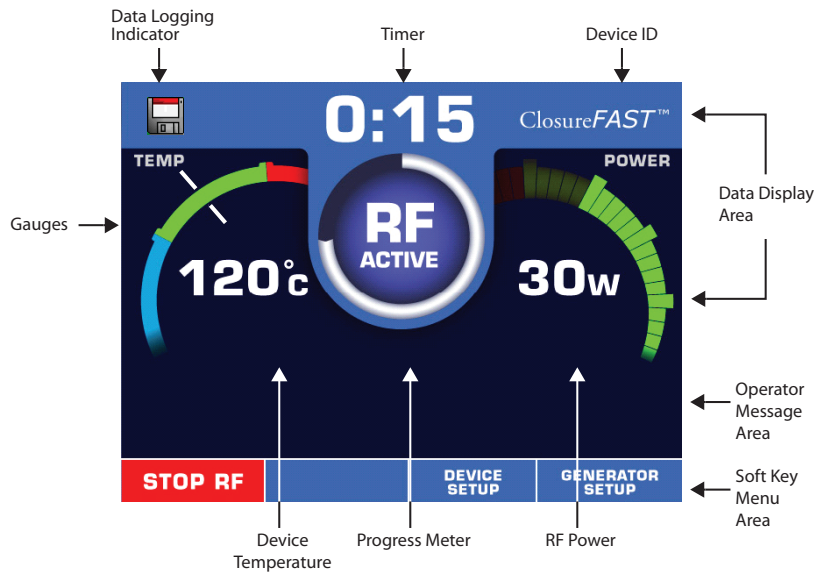 Data Logging
Indicator
Timer
Device ID
0:15
ClosureFAST™
TEMP
POWER
Gauges
RF
ACTIVE
Data Display
Area
120°C
30W
Operator
Message
Area
STOP RF
DEVICE
SETUP
GENERATOR
SETUP
Soft Key
Menu
Area
Device
Temperature
Progress Meter
RF Power